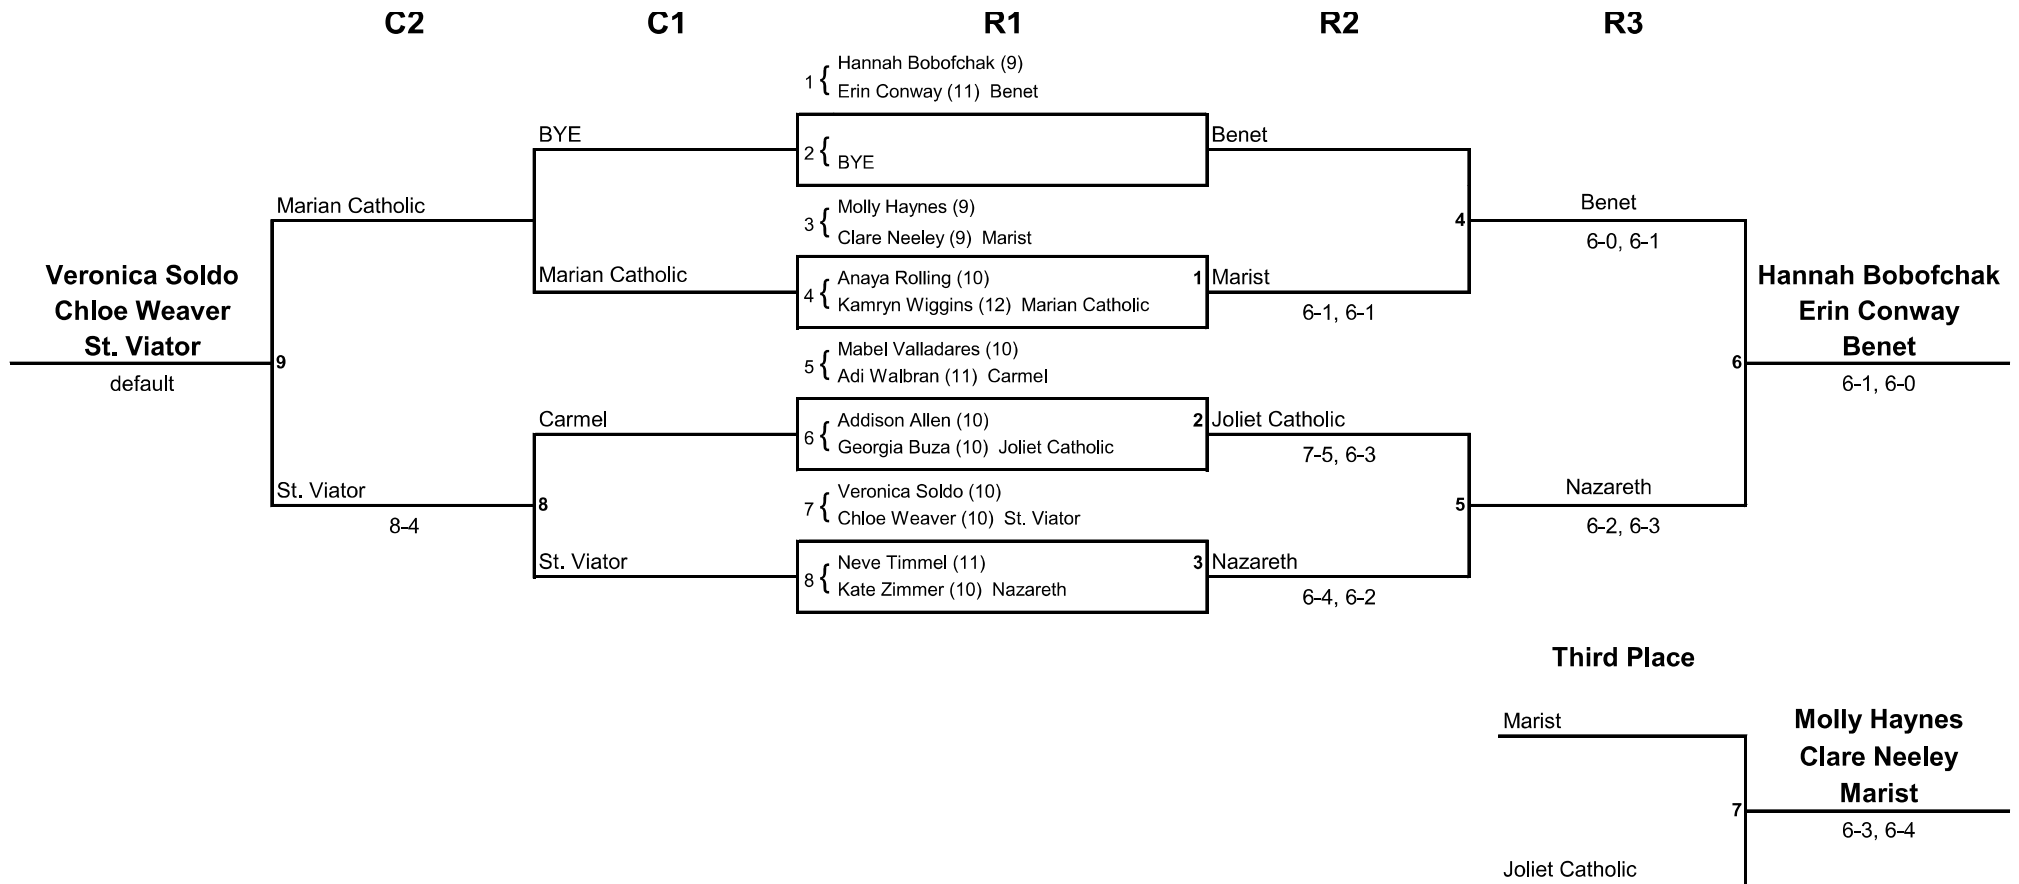 C2 C1 R1 R2 R3
1 { Hannah Bobofchak (9)
Erin Conway (11) Benet
BYE
2 { BYE
Benet
Marian Catholic
3 { Molly Haynes (9)
Clare Neeley (9) Marist
4
Benet
6-0, 6-1
Marian Catholic
4 { Anaya Rolling (10)
Kamryn Wiggins (12) Marian Catholic
1 Marist
6-1, 6-1
Veronica Soldo
Chloe Weaver
St. Viator
default
9
5 { Mabel Valladares (10)
Adi Walbran (11) Carmel
6
Hannah Bobofchak
Erin Conway
Benet
6-1, 6-0
Carmel
6 { Addison Allen (10)
Georgia Buza (10) Joliet Catholic
2 Joliet Catholic
7-5, 6-3
St. Viator
8-4
8
7 { Veronica Soldo (10)
Chloe Weaver (10) St. Viator
5
Nazareth
6-2, 6-3
St. Viator
8 { Neve Timmel (11)
Kate Zimmer (10) Nazareth
3 Nazareth
6-4, 6-2
Third Place
Marist
7
Joliet Catholic
Molly Haynes
Clare Neeley
Marist
6-3, 6-4